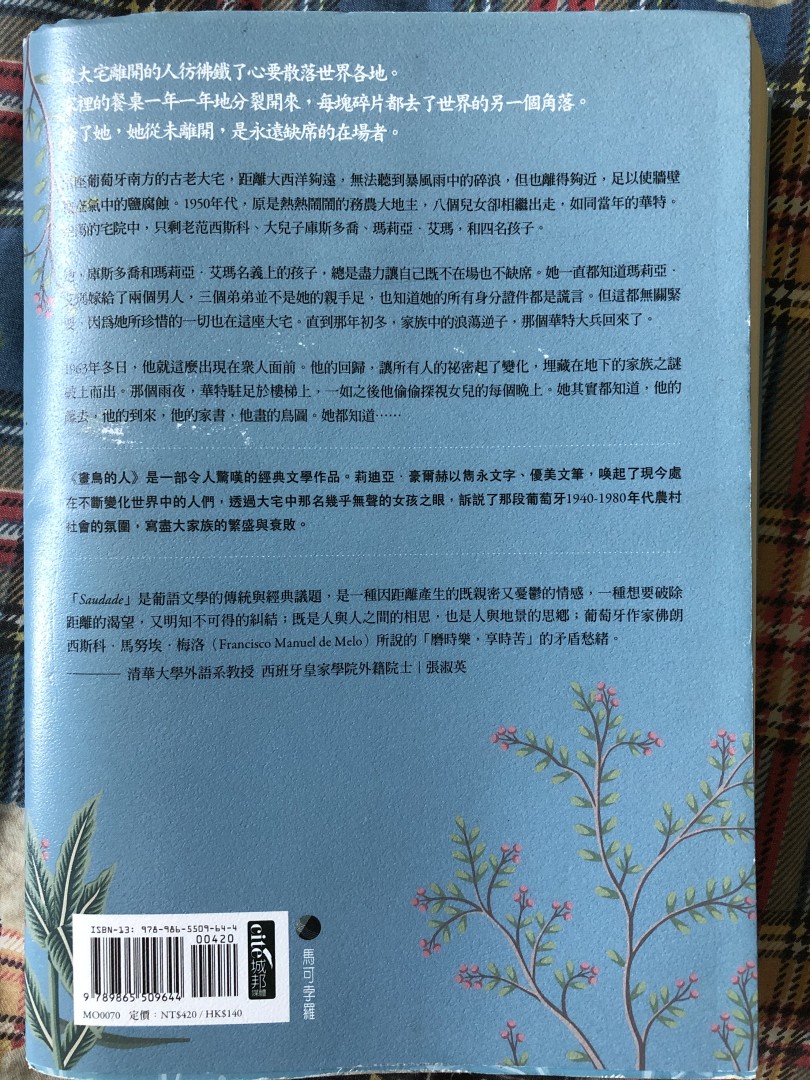 大宅離開的人彷彿鐵了心要散落世界各地。
裡的餐桌一年一年地分裂開來，每塊碎片都去了世界的另一個角落。
了她，她從未離開，是永遠缺席的在場者。
座葡萄牙南方的古老大宅，距離大西洋夠遠，無法聽到暴風雨中的碎浪，但也離得夠近，足以使牆壁
在氣中的鹽腐蝕。1950年代，原是熱熱鬧鬧的務農大地主，八個兒女卻相繼出走，如同當年的華特。
的宅院中，只剩老范西斯科、大兒子庫斯多喬、瑪莉亞．艾瑪，和四名孩子。
，庫斯多喬和瑪莉亞．艾瑪名義上的孩子，總是盡力讓自己既不在場也不缺席。她一直都知道瑪莉亞．
瑪嫁給了兩個男人，三個弟弟並不是她的親手足，也知道她的所有身分證件都是謊言。但這都無關緊
，因為她所珍惜的一切也在這座大宅。直到那年初冬，家族中的浪蕩逆子，那個華特大兵回來了。
1963年冬日，他就這麼出現在眾人面前。他的回歸，讓所有人的祕密起了變化，埋藏在地下的家族之謎
破土而出。那個雨夜，華特駐足於樓梯上，一如之後他偷偷探視女兒的每個晚上。她其實都知道，他的
去，他的到來，他的家書，他畫的鳥圖。她都知道……
《畫鳥的人》是一部令人驚嘆的經典文學作品。莉迪亞．豪爾赫以雋永文字、優美文筆，喚起了現今處
在不斷變化世界中的人們，透過大宅中那名幾乎無聲的女孩之眼，訴說了那段葡萄牙1940-1980年代農村
社會的氛圍，寫盡大家族的繁盛與衰敗。
「Saudade」是葡語文學的傳統與經典議題，是一種因距離產生的既親密又憂鬱的情感，一種想要破除
距離的渴望，又明知不可得的糾結；既是人與人之間的相思，也是人與地景的思鄉；葡萄牙作家佛朗
西斯科．馬努埃．梅洛（Francisco Manuel de Melo）所說的「磨時樂，享時苦」的矛盾愁緒。
——— 清華大學外語系教授 西班牙皇家學院外籍院士｜張淑英
ISBN-13: 978-986-5509-64-4
00420
9 789865 509644
MO0070 定價：NT$420 / HK$140
cité
城邦
馬可孛羅